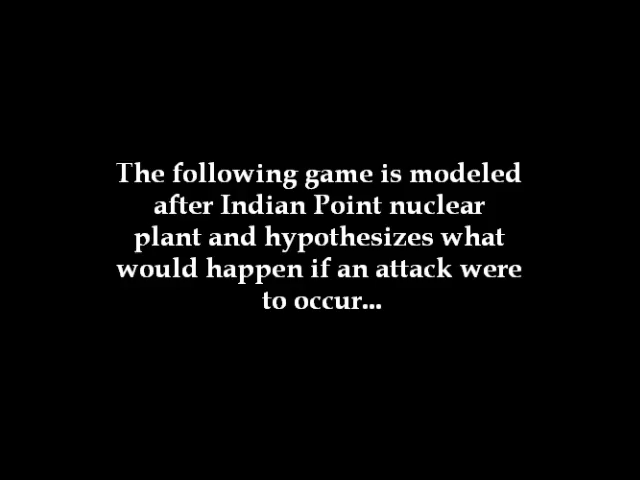 The following game is modeled
after Indian Point nuclear
plant and hypothesizes what
would happen if an attack were
to occur...